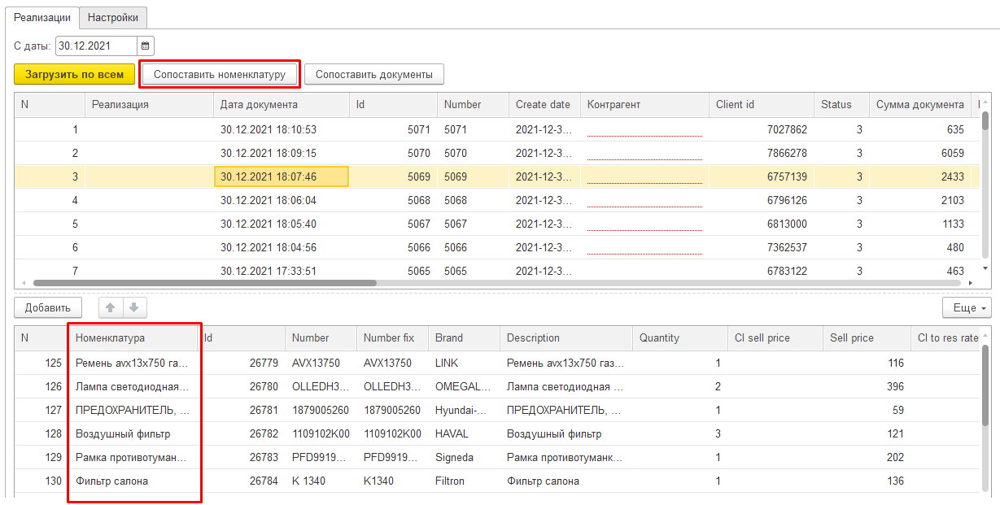 Реализации Настройки
С даты: 30.12.2021
Загрузить по всем Сопоставить номенклатуру Сопоставить документы
N Реализация Дата документа Id Number Create date Контрагент Client id Status Сумма документа
1 30.12.2021 18:10:53 5071 5071 2021-12-3... 7027862 3 635
2 30.12.2021 18:09:15 5070 5070 2021-12-3... 7866278 3 6059
3 30.12.2021 18:07:46 5069 5069 2021-12-3... 6757139 3 2433
4 30.12.2021 18:06:04 5068 5068 2021-12-3... 6796126 3 2103
5 30.12.2021 18:05:40 5067 5067 2021-12-3... 6813000 3 1133
6 30.12.2021 18:04:56 5066 5066 2021-12-3... 7362537 3 480
7 30.12.2021 17:33:51 5065 5065 2021-12-3... 6783122 3 463
Добавить Еще
N Номенклатура Id Number Number fix Brand Description Quantity Cl sell price Sell price Cl to res rate
125 Ремень avx13x750 га... 26779 AVX13750 AVX13750 LINK Ремень avx13x750 газ... 1 116
126 Лампа светодиодная... 26780 OLLEDH3... OLLEDH3... OMEGAL... Лампа светодиодная ... 2 396
127 ПРЕДОХРАНИТЕЛЬ, ... 26781 1879005260 1879005260 Hyundai-... ПРЕДОХРАНИТЕЛЬ, ... 1 59
128 Воздушный фильтр 26782 1109102K00 1109102K00 HAVAL Воздушный фильтр 3 121
129 Рамка противотуман... 26783 PFD9919... PFD9919... Signeda Рамка противотуманк... 1 202
130 Фильтр салона 26784 K 1340 K1340 Filtron Фильтр салона 1 136